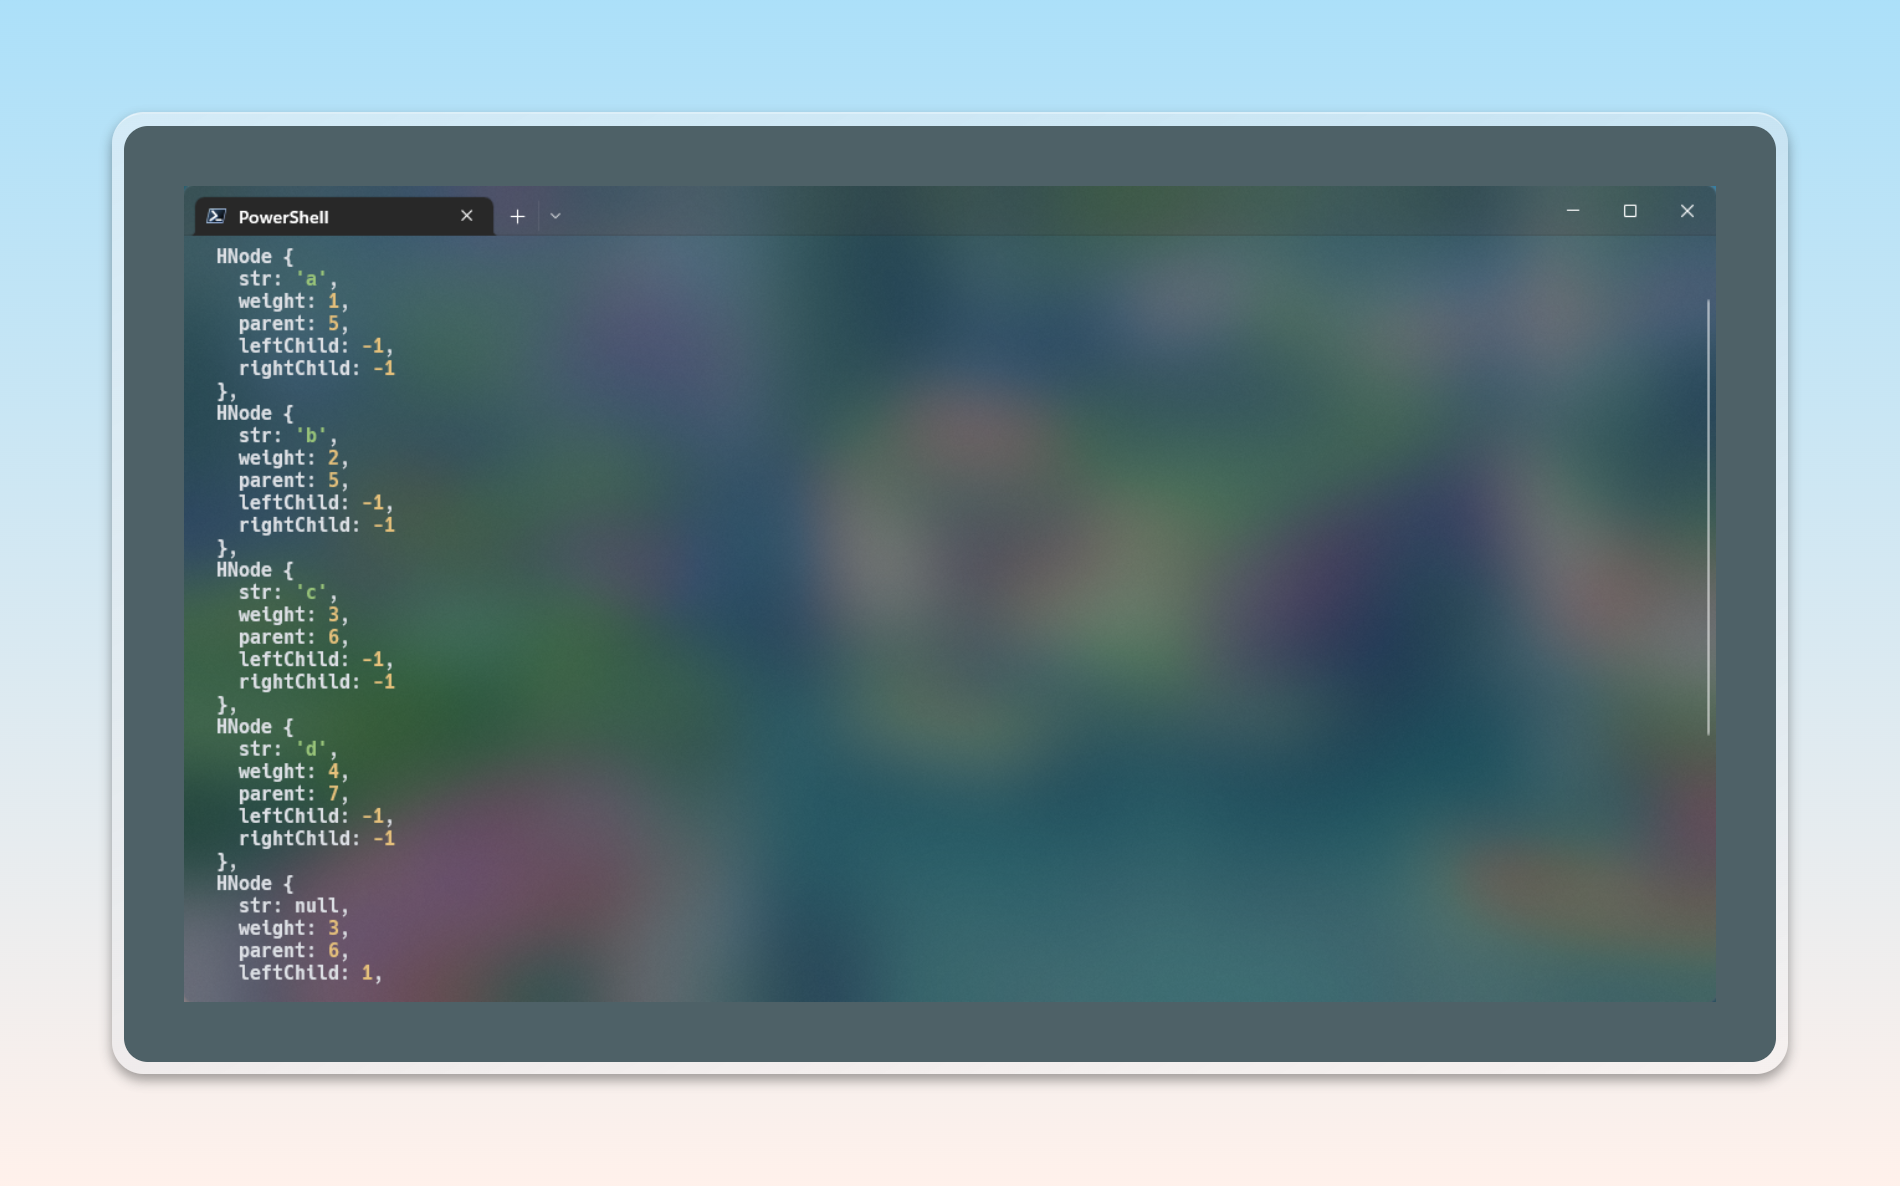 PowerShell
HNode {
  str: 'a',
  weight: 1,
  parent: 5,
  leftChild: -1,
  rightChild: -1
},
HNode {
  str: 'b',
  weight: 2,
  parent: 5,
  leftChild: -1,
  rightChild: -1
},
HNode {
  str: 'c',
  weight: 3,
  parent: 6,
  leftChild: -1,
  rightChild: -1
},
HNode {
  str: 'd',
  weight: 4,
  parent: 7,
  leftChild: -1,
  rightChild: -1
},
HNode {
  str: null,
  weight: 3,
  parent: 6,
  leftChild: 1,